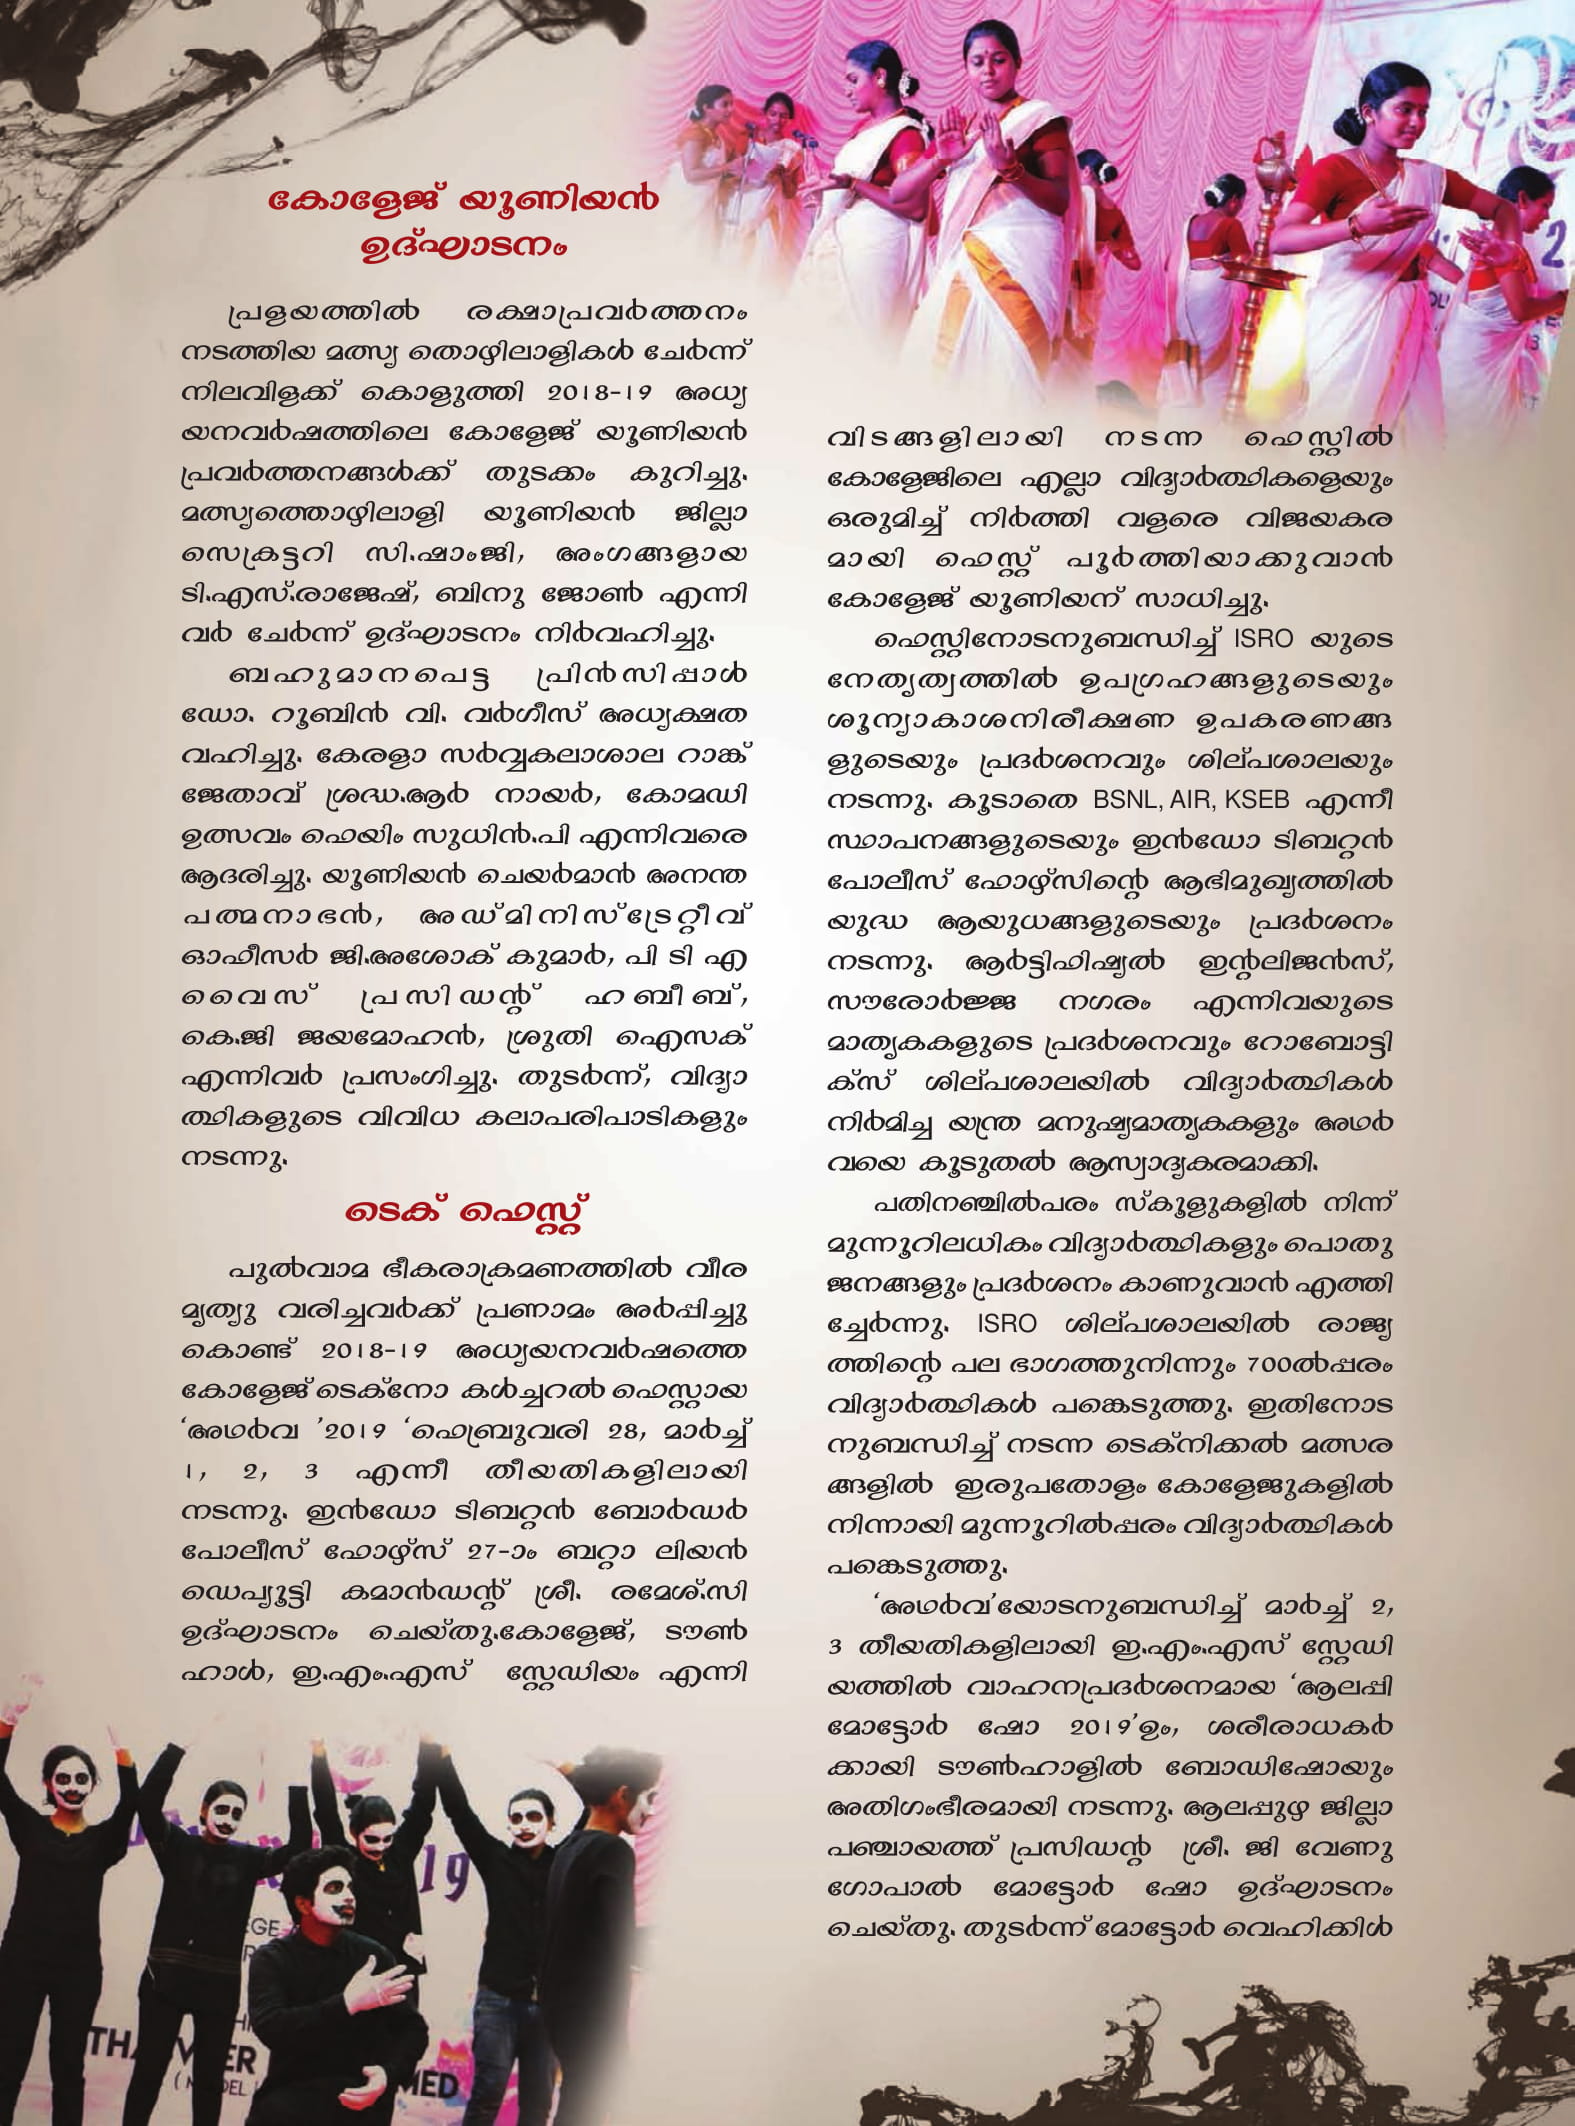 കോളേജ് യൂണിയൻ
ഉദ്ഘാടനം
പ്രളയത്തിൽ രക്ഷാപ്രവർത്തനം
നടത്തിയ മത്സ്യ തൊഴിലാളികൾ ചേർന്ന്
നിലവിളക്ക് കൊളുത്തി 2018-19 അധ്യ
യനവർഷത്തിലെ കോളേജ് യൂണിയൻ
പ്രവർത്തനങ്ങൾക്ക് തുടക്കം കുറിച്ചു.
മത്സ്യത്തൊഴിലാളി യൂണിയൻ ജില്ലാ
സെക്രട്ടറി സി.ഷാംജി, അംഗങ്ങളായ
ടി.എസ്.രാജേഷ്, ബിനു ജോൺ എന്നി
വർ ചേർന്ന് ഉദ്ഘാടനം നിർവഹിച്ചു.
ബഹുമാനപെട്ട പ്രിൻസിപ്പാൾ
ഡോ. റൂബിൻ വി. വർഗീസ് അധ്യക്ഷത
വഹിച്ചു. കേരളാ സർവ്വകലാശാല റാങ്ക്
ജേതാവ് ശ്രദ്ധ.ആർ നായർ, കോമഡി
ഉത്സവം ഫെയിം സുധിൻ.പി എന്നിവരെ
ആദരിച്ചു. യൂണിയൻ ചെയർമാൻ അനന്ത
പത്മനാഭൻ, അഡ്മിനിസ്ട്രേറ്റീവ്
ഓഫീസർ ജി.അശോക് കുമാർ, പി ടി എ
വൈസ് പ്രസിഡന്റ് ഹബീബ്,
കെ.ജി ജയമോഹൻ, ശ്രുതി ഐസക്
എന്നിവർ പ്രസംഗിച്ചു. തുടർന്ന്, വിദ്യാ
ത്ഥികളുടെ വിവിധ കലാപരിപാടികളും
നടന്നു.
ടെക് ഫെസ്റ്റ്
പുൽവാമ ഭീകരാക്രമണത്തിൽ വീര
മൃത്യു വരിച്ചവർക്ക് പ്രണാമം അർപ്പിച്ചു
കൊണ്ട് 2018-19 അധ്യയനവർഷത്തെ
കോളേജ് ടെക്നോ കൾച്ചറൽ ഫെസ്റ്റായ
‘അഥർവ ’2019 ‘ഫെബ്രുവരി 28, മാർച്ച്
1, 2, 3 എന്നീ തീയതികളിലായി
നടന്നു. ഇൻഡോ ടിബറ്റൻ ബോർഡർ
പോലീസ് ഫോഴ്സ് 27-ാം ബറ്റാ ലിയൻ
ഡെപ്യൂട്ടി കമാൻഡന്റ് ശ്രീ. രമേശ്.സി
ഉദ്ഘാടനം ചെയ്തു.കോളേജ്, ടൗൺ
ഹാൾ, ഇ.എം.എസ് സ്റ്റേഡിയം എന്നി
വിടങ്ങളിലായി നടന്ന ഫെസ്റ്റിൽ
കോളേജിലെ എല്ലാ വിദ്യാർത്ഥികളെയും
ഒരുമിച്ച് നിർത്തി വളരെ വിജയകര
മായി ഫെസ്റ്റ് പൂർത്തിയാക്കുവാൻ
കോളേജ് യൂണിയന് സാധിച്ചു.
ഫെസ്റ്റിനോടനുബന്ധിച്ച് ISRO യുടെ
നേതൃത്വത്തിൽ ഉപഗ്രഹങ്ങളുടെയും
ശൂന്യാകാശനിരീക്ഷണ ഉപകരണങ്ങ
ളുടെയും പ്രദർശനവും ശില്പശാലയും
നടന്നു. കൂടാതെ BSNL, AIR, KSEB എന്നീ
സ്ഥാപനങ്ങളുടെയും ഇൻഡോ ടിബറ്റൻ
പോലീസ് ഫോഴ്സിന്റെ ആഭിമുഖ്യത്തിൽ
യുദ്ധ ആയുധങ്ങളുടെയും പ്രദർശനം
നടന്നു. ആർട്ടിഫിഷ്യൽ ഇന്റലിജൻസ്,
സൗരോർജ്ജ നഗരം എന്നിവയുടെ
മാതൃകകളുടെ പ്രദർശനവും റോബോട്ടി
ക്സ് ശില്പശാലയിൽ വിദ്യാർത്ഥികൾ
നിർമിച്ച യന്ത്ര മനുഷ്യമാതൃകകളും അഥർ
വയെ കൂടുതൽ ആസ്വാദ്യകരമാക്കി.
പതിനഞ്ചിൽപരം സ്കൂളുകളിൽ നിന്ന്
മുന്നൂറിലധികം വിദ്യാർത്ഥികളും പൊതു
ജനങ്ങളും പ്രദർശനം കാണുവാൻ എത്തി
ച്ചേർന്നു. ISRO ശില്പശാലയിൽ രാജ്യ
ത്തിന്റെ പല ഭാഗത്തുനിന്നും 700ൽപ്പരം
വിദ്യാർത്ഥികൾ പങ്കെടുത്തു. ഇതിനോട
നുബന്ധിച്ച് നടന്ന ടെക്നിക്കൽ മത്സര
ങ്ങളിൽ ഇരുപതോളം കോളേജുകളിൽ
നിന്നായി മുന്നൂറിൽപ്പരം വിദ്യാർത്ഥികൾ
പങ്കെടുത്തു.
‘അഥർവ’യോടനുബന്ധിച്ച് മാർച്ച് 2,
3 തീയതികളിലായി ഇ.എം.എസ് സ്റ്റേഡി
യത്തിൽ വാഹനപ്രദർശനമായ ‘ആലപ്പി
മോട്ടോർ ഷോ 2019’ഉം, ശരീരാധകർ
ക്കായി ടൗൺഹാളിൽ ബോഡിഷോയും
അതിഗംഭീരമായി നടന്നു. ആലപ്പുഴ ജില്ലാ
പഞ്ചായത്ത് പ്രസിഡന്റ ശ്രീ. ജി വേണു
ഗോപാൽ മോട്ടോർ ഷോ ഉദ്ഘാടനം
ചെയ്തു. തുടർന്ന് മോട്ടോർ വെഹിക്കിൾ